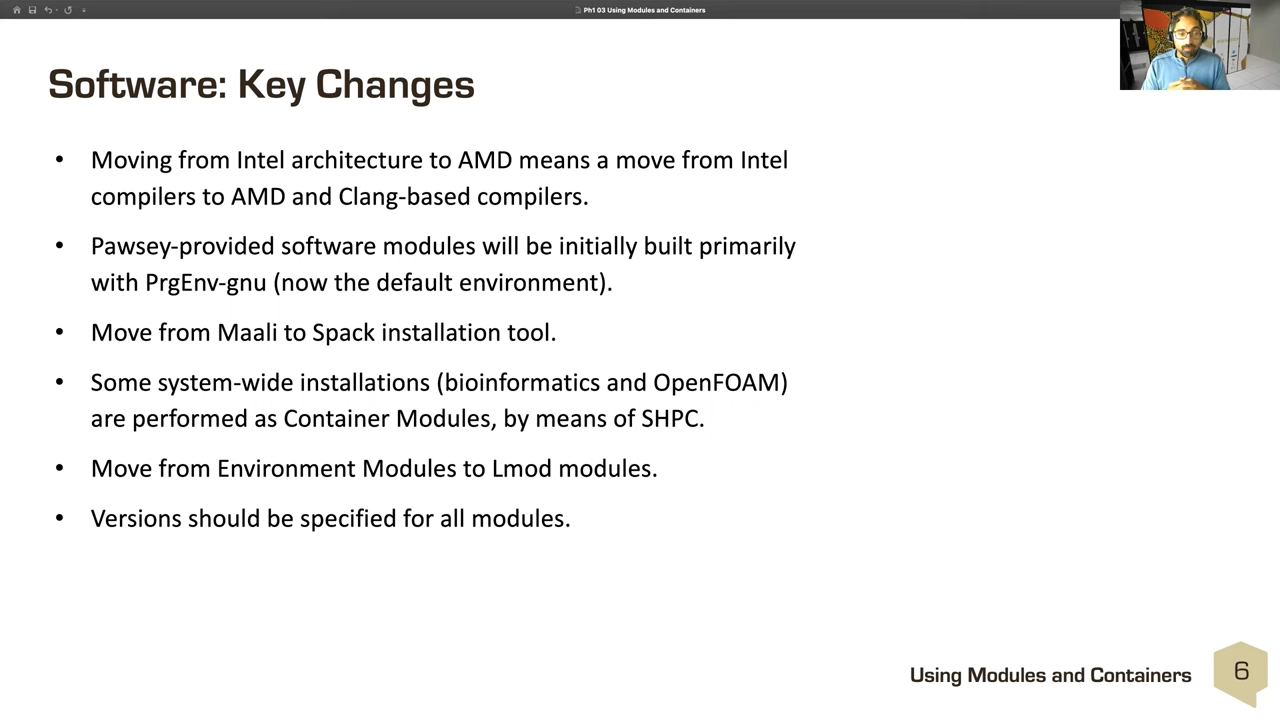 Ph1 03 Using Modules and Containers
Software: Key Changes
• Moving from Intel architecture to AMD means a move from Intel
compilers to AMD and Clang-based compilers.
• Pawsey-provided software modules will be initially built primarily
with PrgEnv-gnu (now the default environment).
• Move from Maali to Spack installation tool.
• Some system-wide installations (bioinformatics and OpenFOAM)
are performed as Container Modules, by means of SHPC.
• Move from Environment Modules to Lmod modules.
• Versions should be specified for all modules.
Using Modules and Containers
6